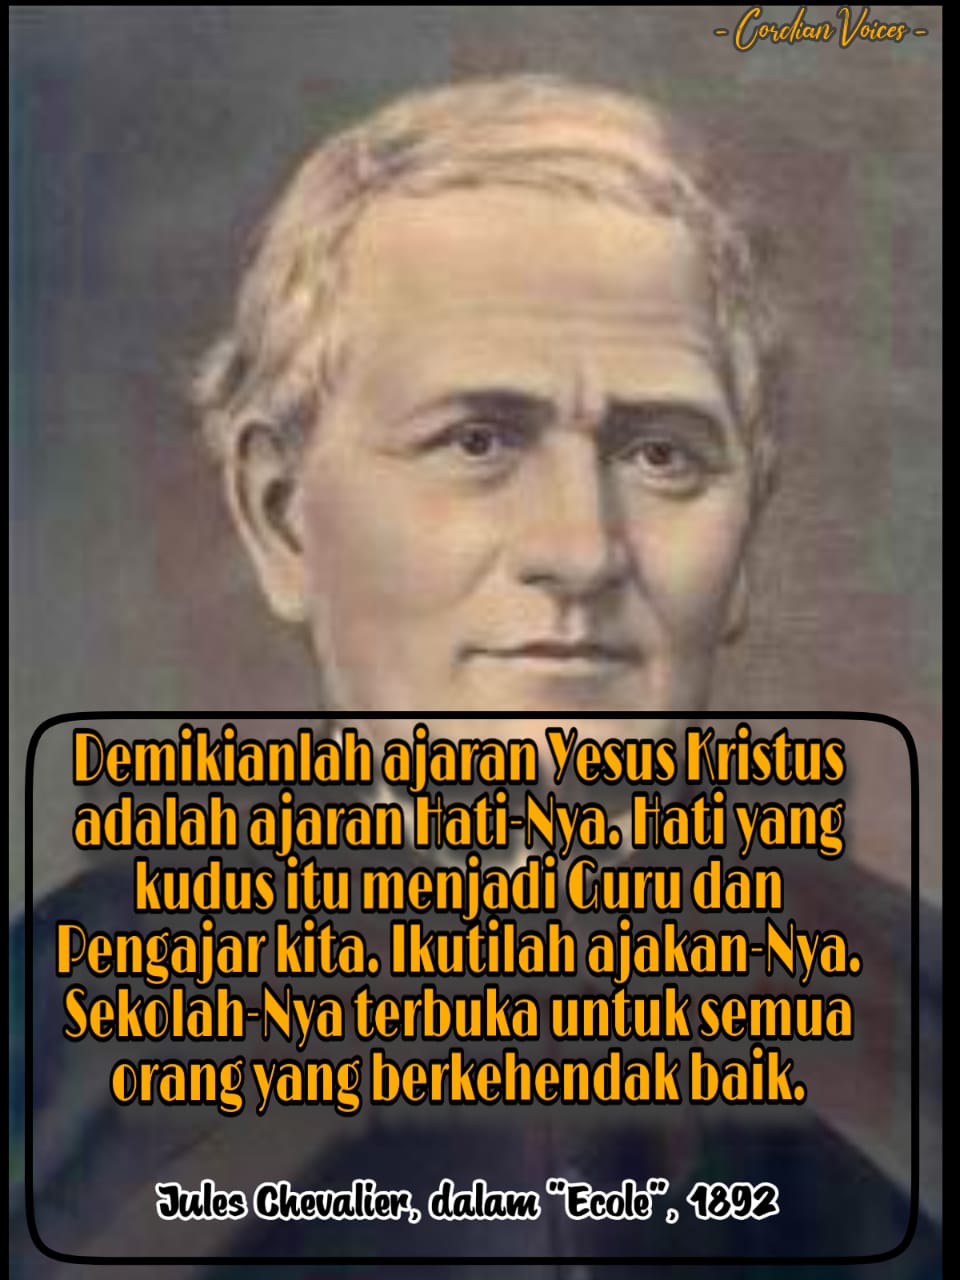 - Cordian Voices -
Demikianlah ajaran Yesus Kristus
adalah ajaran Hati-Nya. Hati yang
kudus itu menjadi Guru dan
Pengajar kita. Ikutilah ajakan-Nya.
Sekolah-Nya terbuka untuk semua
orang yang berkehendak baik.
Jules Chevalier, dalam "Ecole", 1892